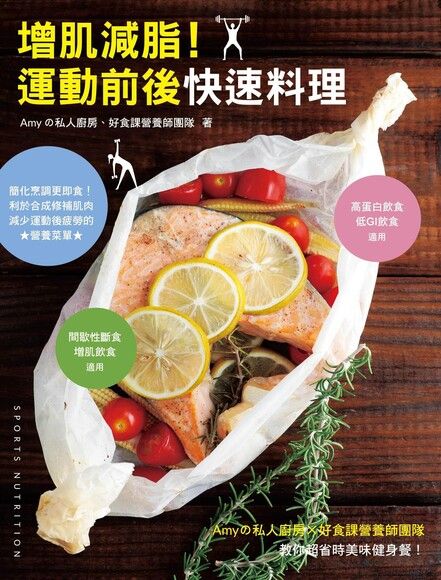 增肌減脂!
運動前後快速料理
Amyの私人廚房、好食課營養師團隊 著
簡化烹調更即食!
利於合成修補肌肉
減少運動後疲勞的
★營養菜單★
高蛋白飲食
低GI飲食
適用
間歇性斷食
增肌飲食
適用
SPORTS NUTRITION
Amyの私人廚房×好食課營養師團隊
教你超省時美味健身餐!